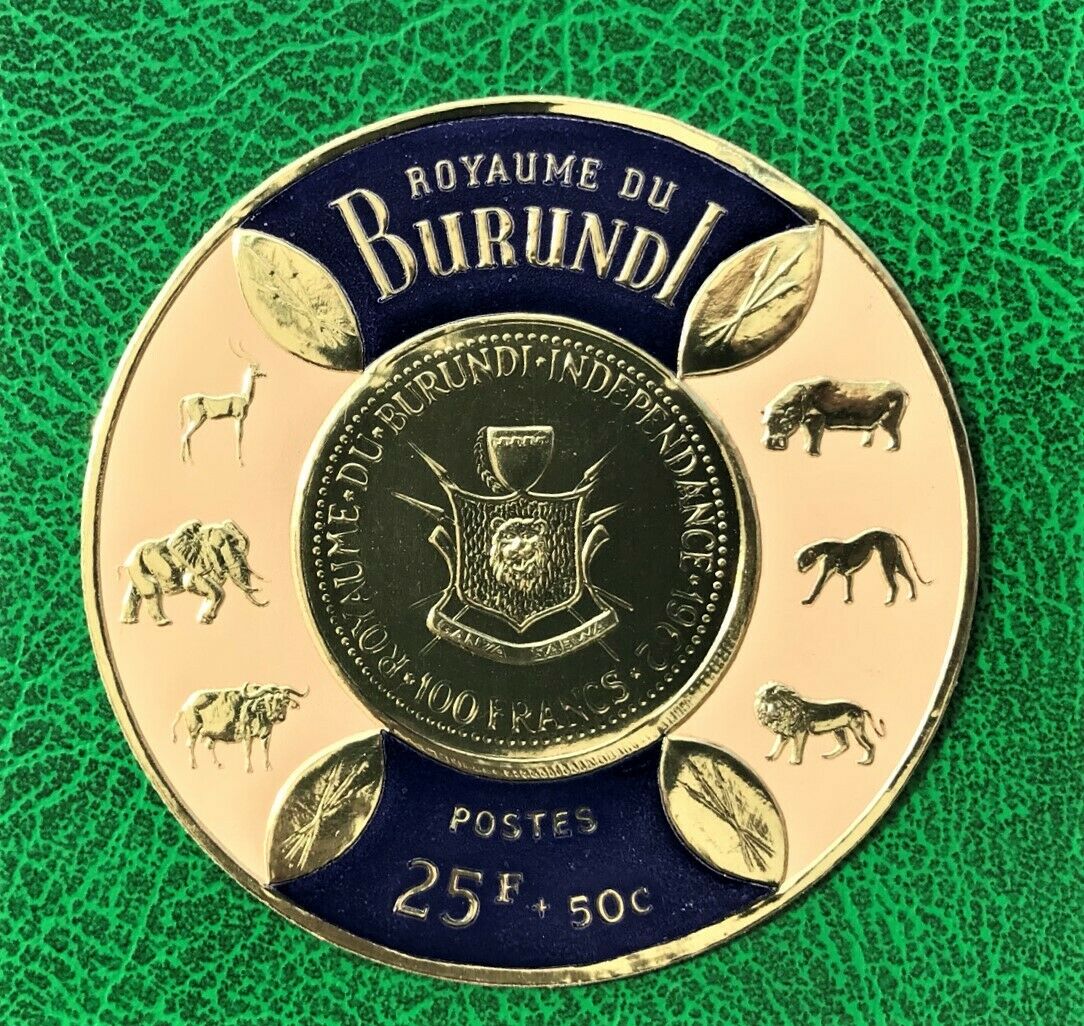 ROYAUME DU
BURUNDI
ROYAUME·DU·BURUNDI·INDEPENDANCE·1962·
GANZA SABWA
·100 FRANCS·
POSTES
25F + 50C